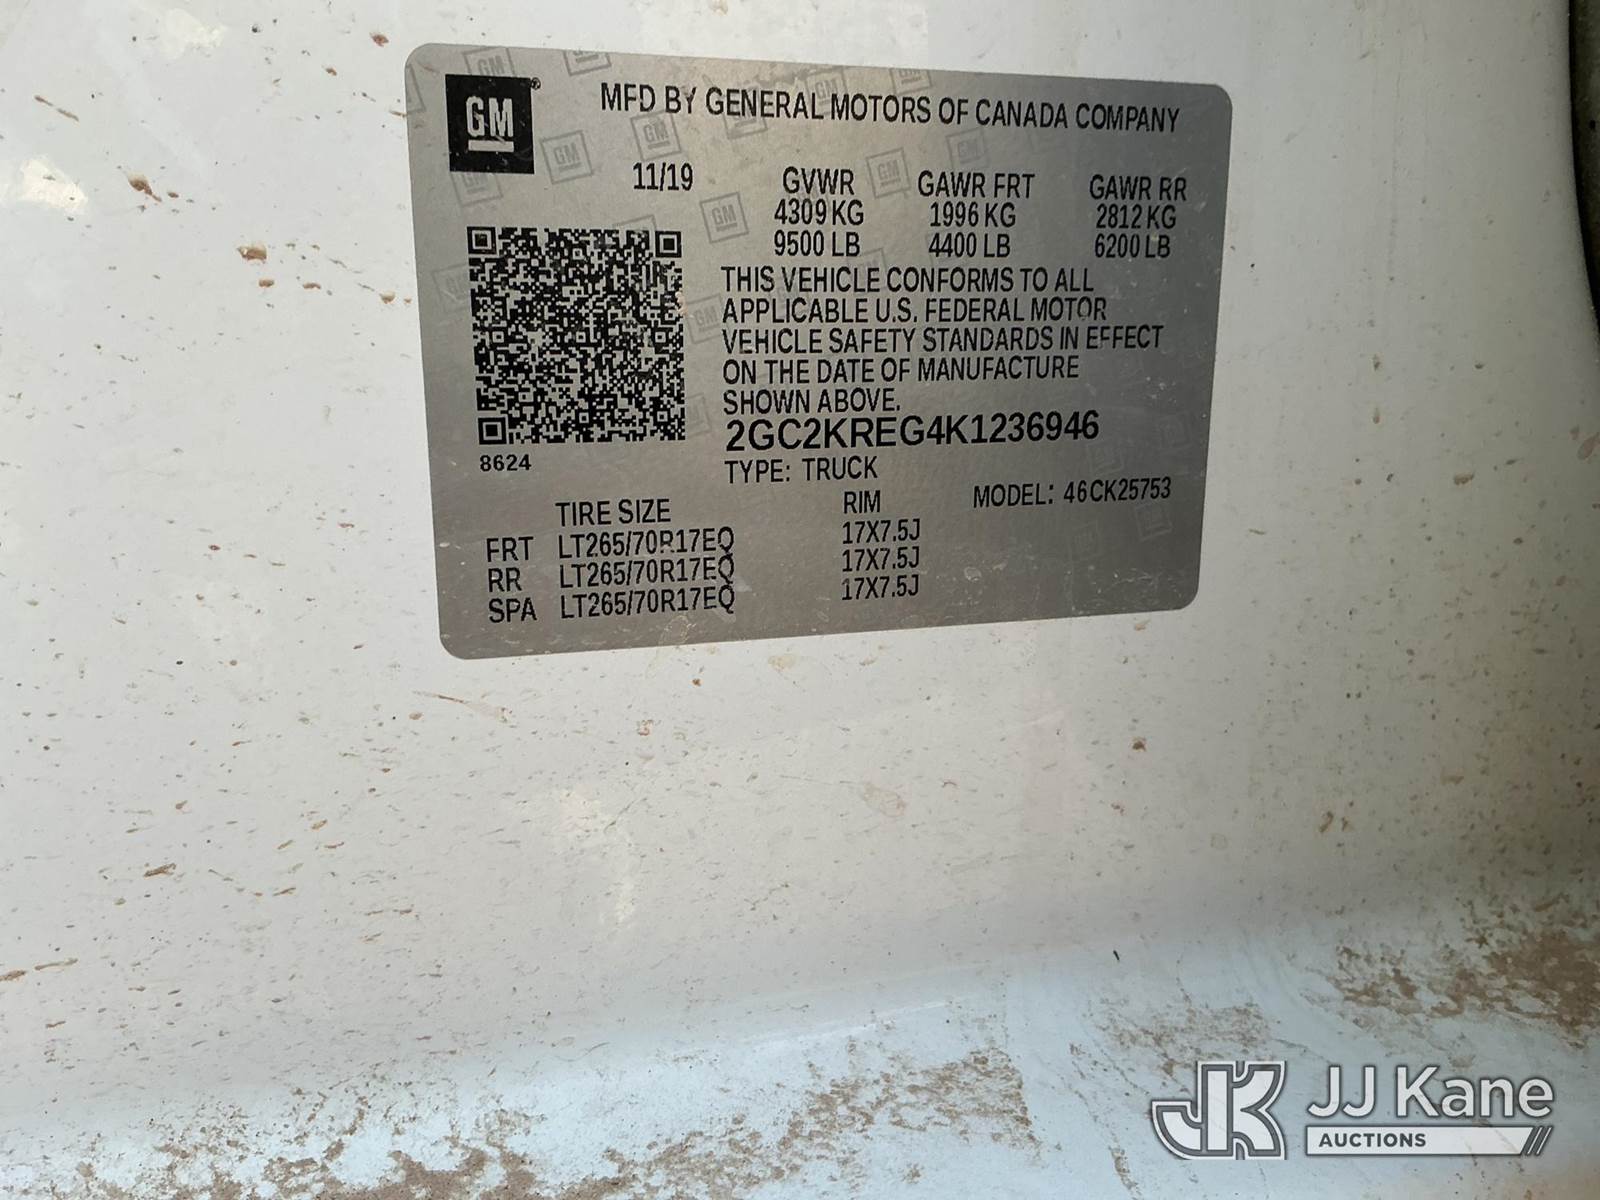 GM
MFD BY GENERAL MOTORS OF CANADA COMPANY
11/19 GVWR GAWR FRT GAWR RR
4309 KG 1996 KG 2812 KG
9500 LB 4400 LB 6200 LB
THIS VEHICLE CONFORMS TO ALL
APPLICABLE U.S. FEDERAL MOTOR
VEHICLE SAFETY STANDARDS IN EFFECT
ON THE DATE OF MANUFACTURE
SHOWN ABOVE.
2GC2KREG4K1236946
8624
TYPE: TRUCK
MODEL: 46CK25753
TIRE SIZE RIM
FRT LT265/70R17EQ 17X7.5J
RR LT265/70R17EQ 17X7.5J
SPA LT265/70R17EQ 17X7.5J
JK JJ Kane
AUCTIONS